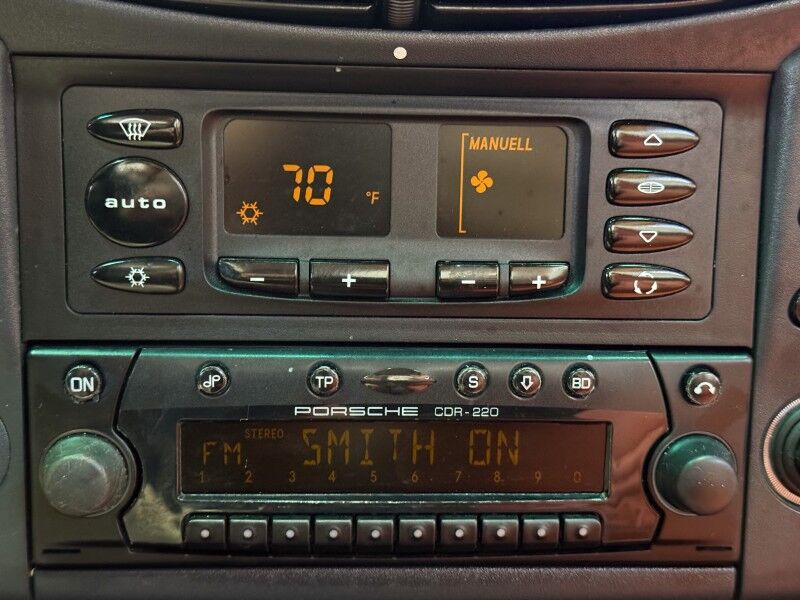 MANUELL
70 °F
auto
- + - +
ON TP S BD
PORSCHE CDR-220
STEREO
FM SMITH ON
1 2 3 4 5 6 7 8 9 0